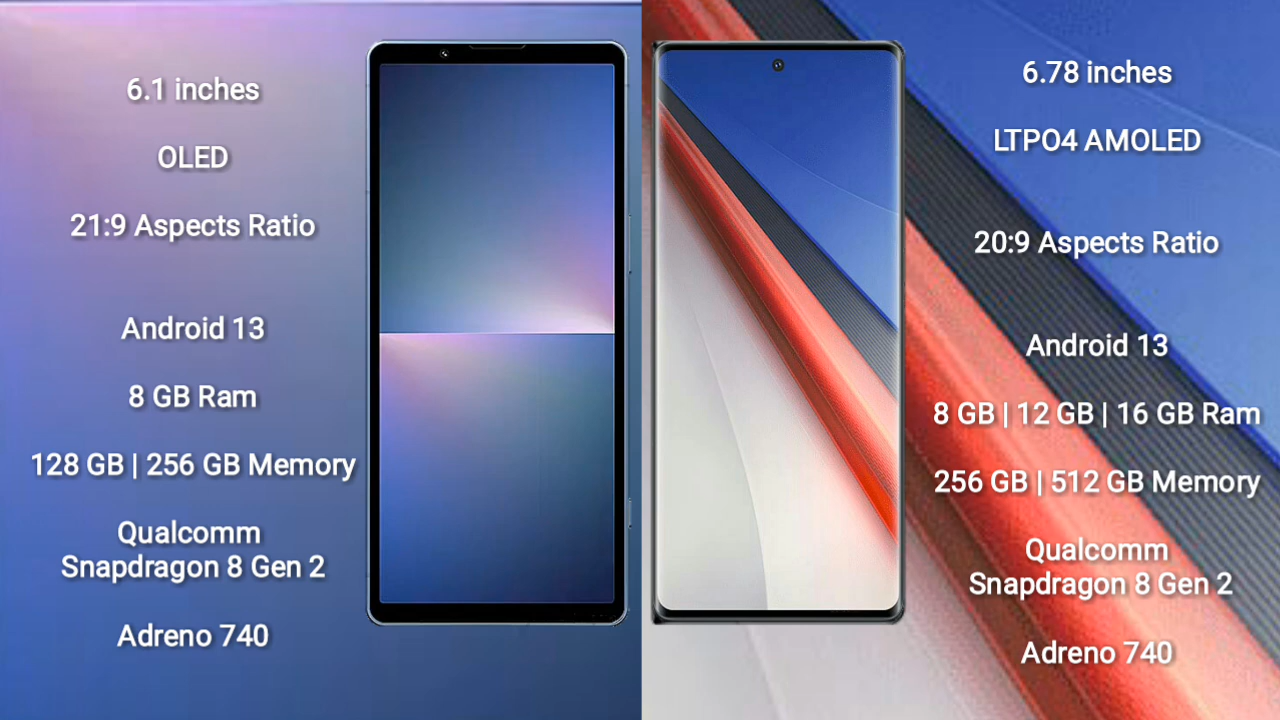 6.1 inches
OLED
21:9 Aspects Ratio
Android 13
8 GB Ram
128 GB | 256 GB Memory
Qualcomm
Snapdragon 8 Gen 2
Adreno 740
6.78 inches
LTPO4 AMOLED
20:9 Aspects Ratio
Android 13
8 GB | 12 GB | 16 GB Ram
256 GB | 512 GB Memory
Qualcomm
Snapdragon 8 Gen 2
Adreno 740